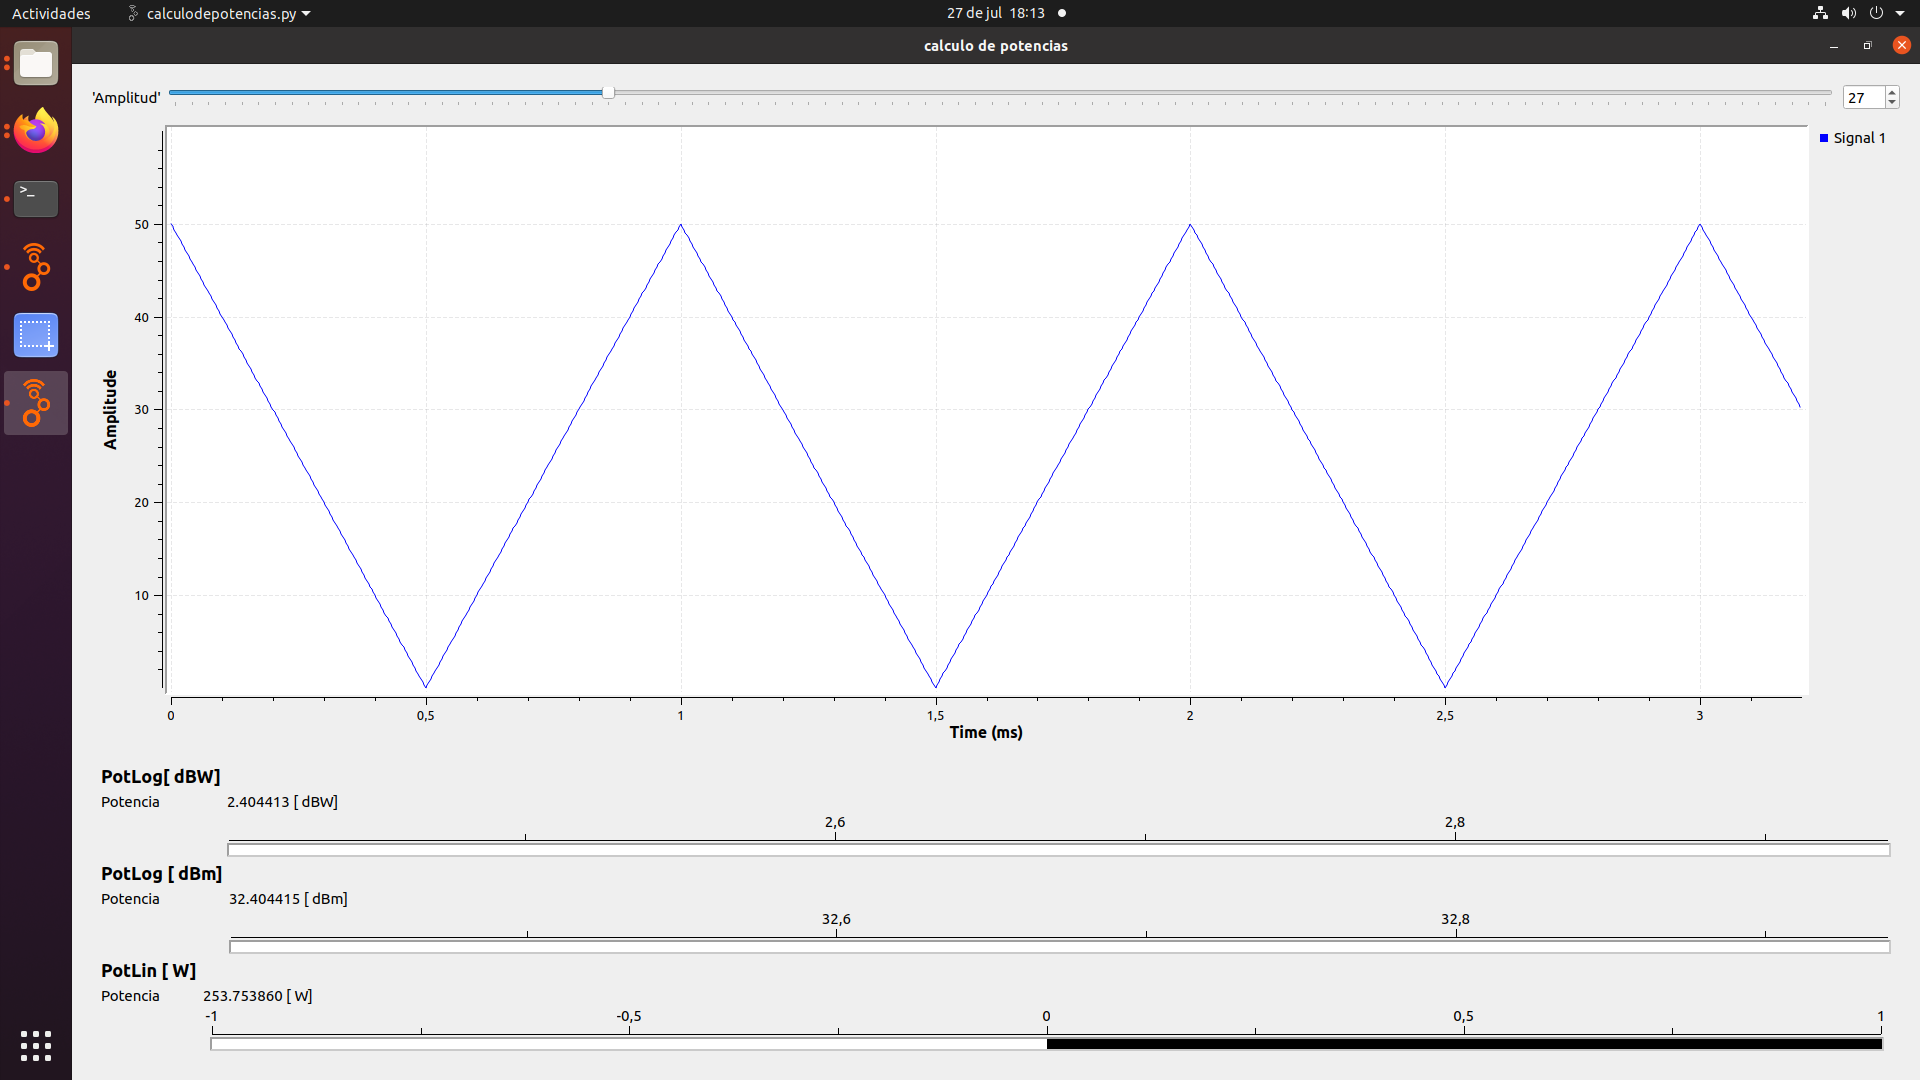 Actividades
calculodepotencias.py
27 de jul 18:13
calculo de potencias
'Amplitud'
27
Signal 1
50
40
30
20
10
Amplitude
0
0,5
1
1,5
2
2,5
3
Time (ms)
PotLog[ dBW]
Potencia 2.404413 [ dBW]
2,6 2,8
PotLog [ dBm]
Potencia 32.404415 [ dBm]
32,6 32,8
PotLin [ W]
Potencia 253.753860 [ W]
-1 -0,5 0 0,5 1